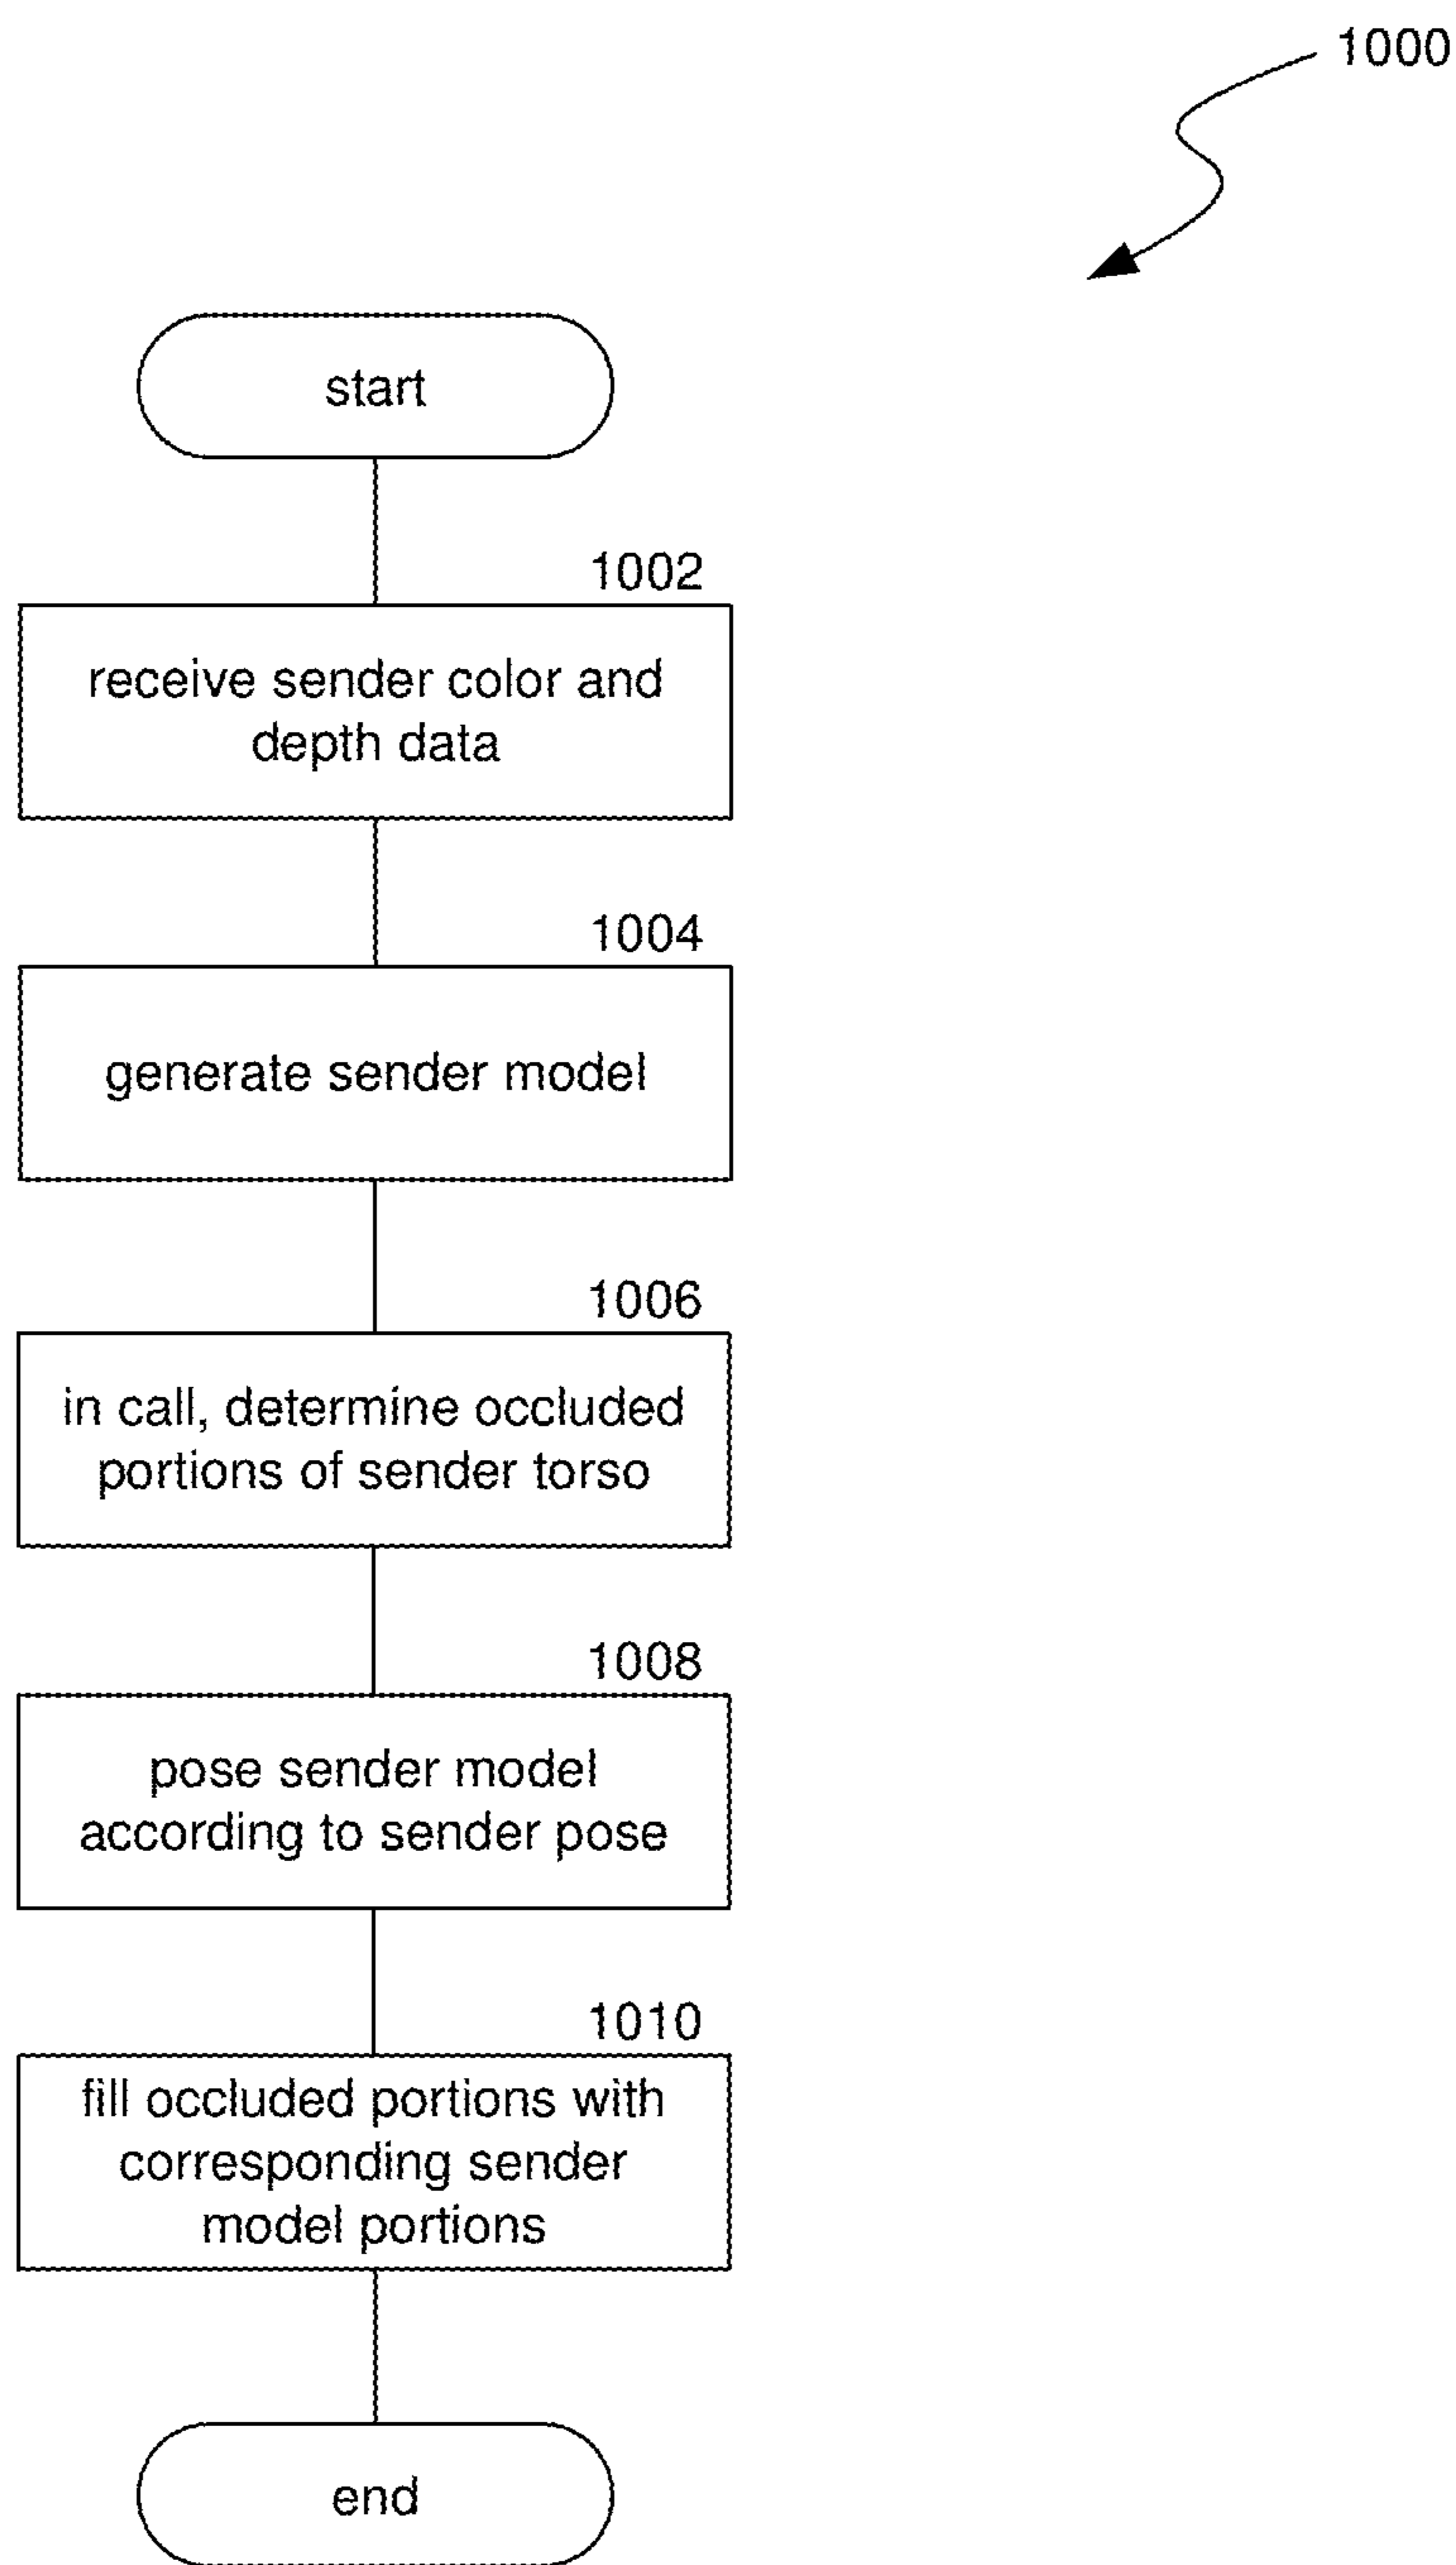 1000
start
1002
receive sender color and
depth data
1004
generate sender model
1006
in call, determine occluded
portions of sender torso
1008
pose sender model
according to sender pose
1010
fill occluded portions with
corresponding sender
model portions
end